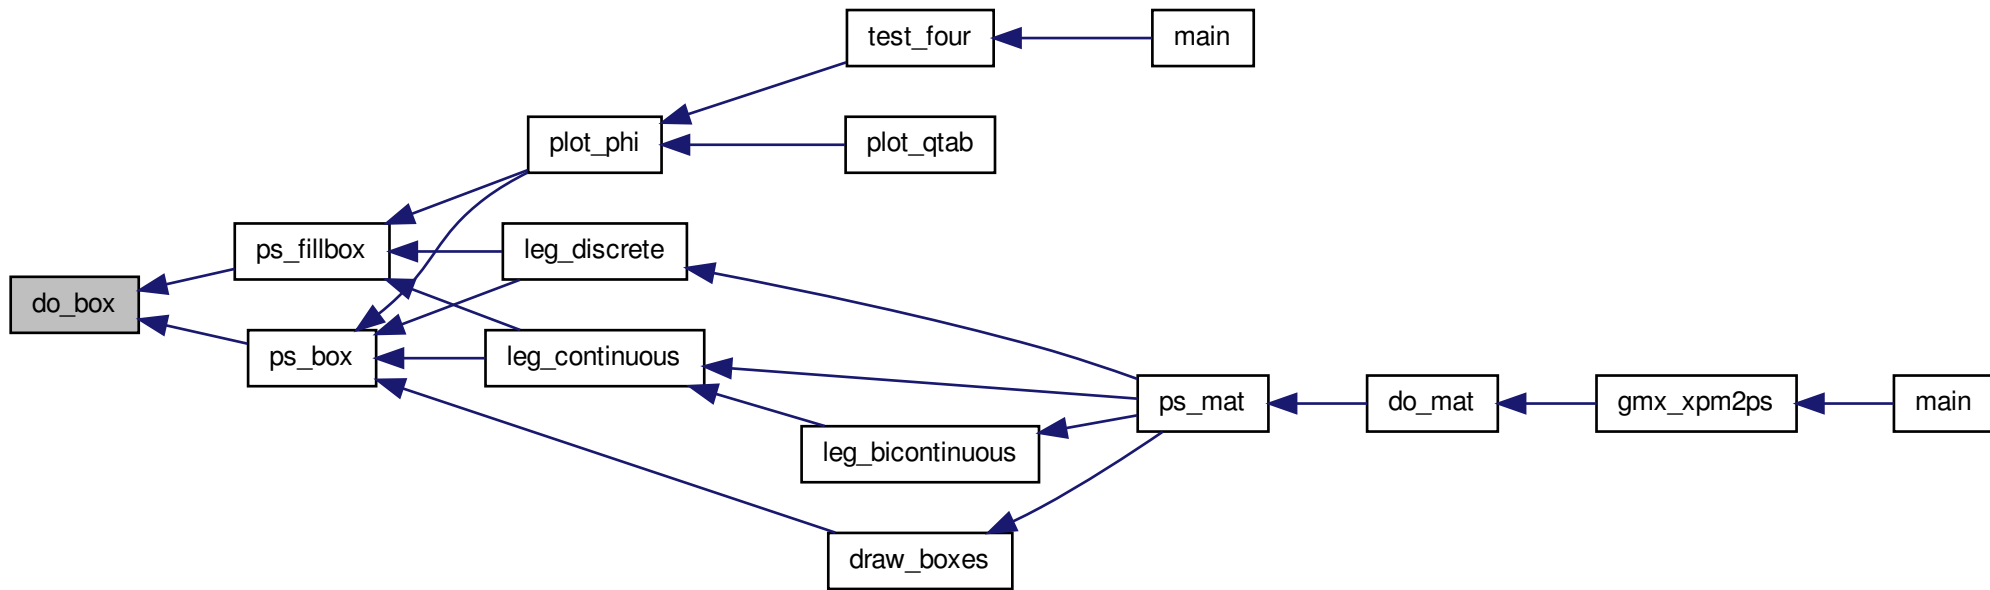 test_four
main
plot_phi
plot_qtab
ps_fillbox
leg_discrete
do_box
ps_box
leg_continuous
ps_mat
do_mat
gmx_xpm2ps
main
leg_bicontinuous
draw_boxes